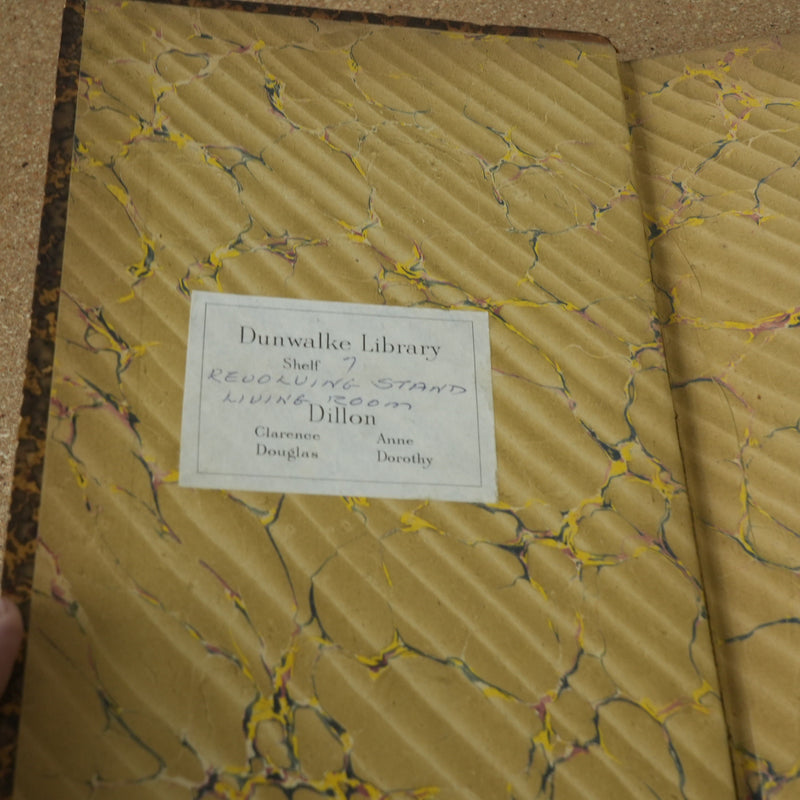 Dunwalke Library
Shelf 7
REVOLVING STAND
LIVING ROOM
Dillon
Clarence Anne
Douglas Dorothy